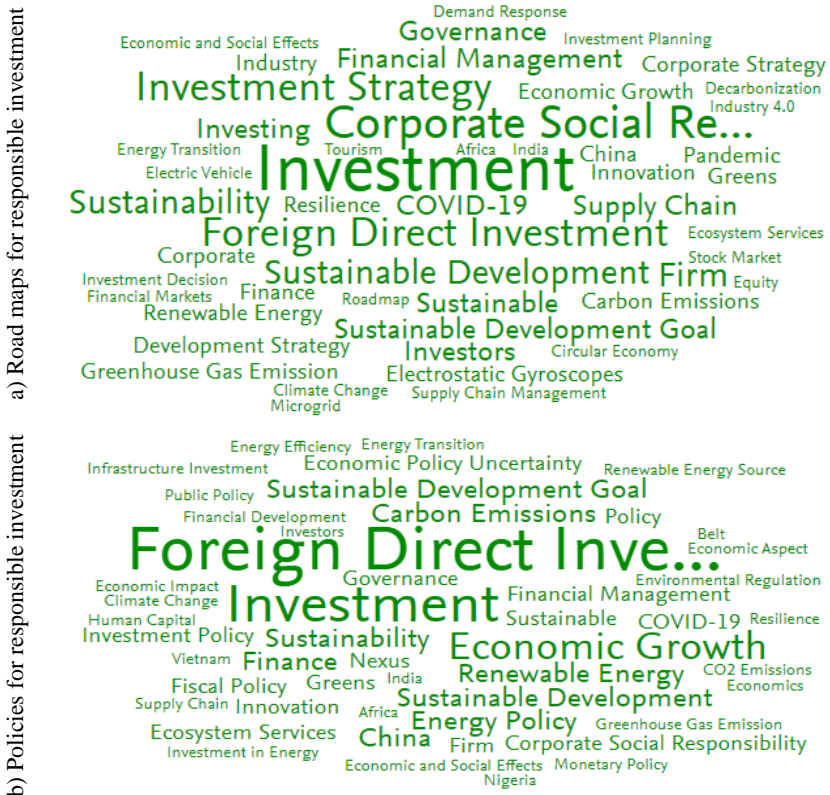 a) Road maps for responsible investment
Demand Response
Governance Investment Planning
Economic and Social Effects
Industry Financial Management Corporate Strategy
Investment Strategy Economic Growth Decarbonization
Industry 4.0
Investing Corporate Social Re...
Energy Transition Tourism Africa India China Pandemic
Electric Vehicle Investment Innovation Greens
Sustainability Resilience COVID-19 Supply Chain
Foreign Direct Investment Ecosystem Services
Corporate Stock Market
Investment Decision Sustainable Development Firm Equity
Financial Markets Finance Roadmap Sustainable Carbon Emissions
Renewable Energy
Sustainable Development Goal
Development Strategy Investors Circular Economy
Greenhouse Gas Emission Electrostatic Gyroscopes
Climate Change Supply Chain Management
Microgrid
b) Policies for responsible investment
Energy Efficiency Energy Transition
Infrastructure Investment Economic Policy Uncertainty Renewable Energy Source
Public Policy Sustainable Development Goal
Financial Development Carbon Emissions Policy
Investors
Foreign Direct Inve... Belt
Economic Aspect
Economic Impact Governance Environmental Regulation
Climate Change Investment Financial Management
Human Capital Sustainable COVID-19 Resilience
Investment Policy Sustainability Economic Growth
Vietnam Finance Nexus Renewable Energy CO2 Emissions
Fiscal Policy Greens India Economics
Supply Chain Innovation Sustainable Development
Africa Energy Policy Greenhouse Gas Emission
Ecosystem Services China Firm Corporate Social Responsibility
Investment in Energy
Economic and Social Effects Monetary Policy
Nigeria